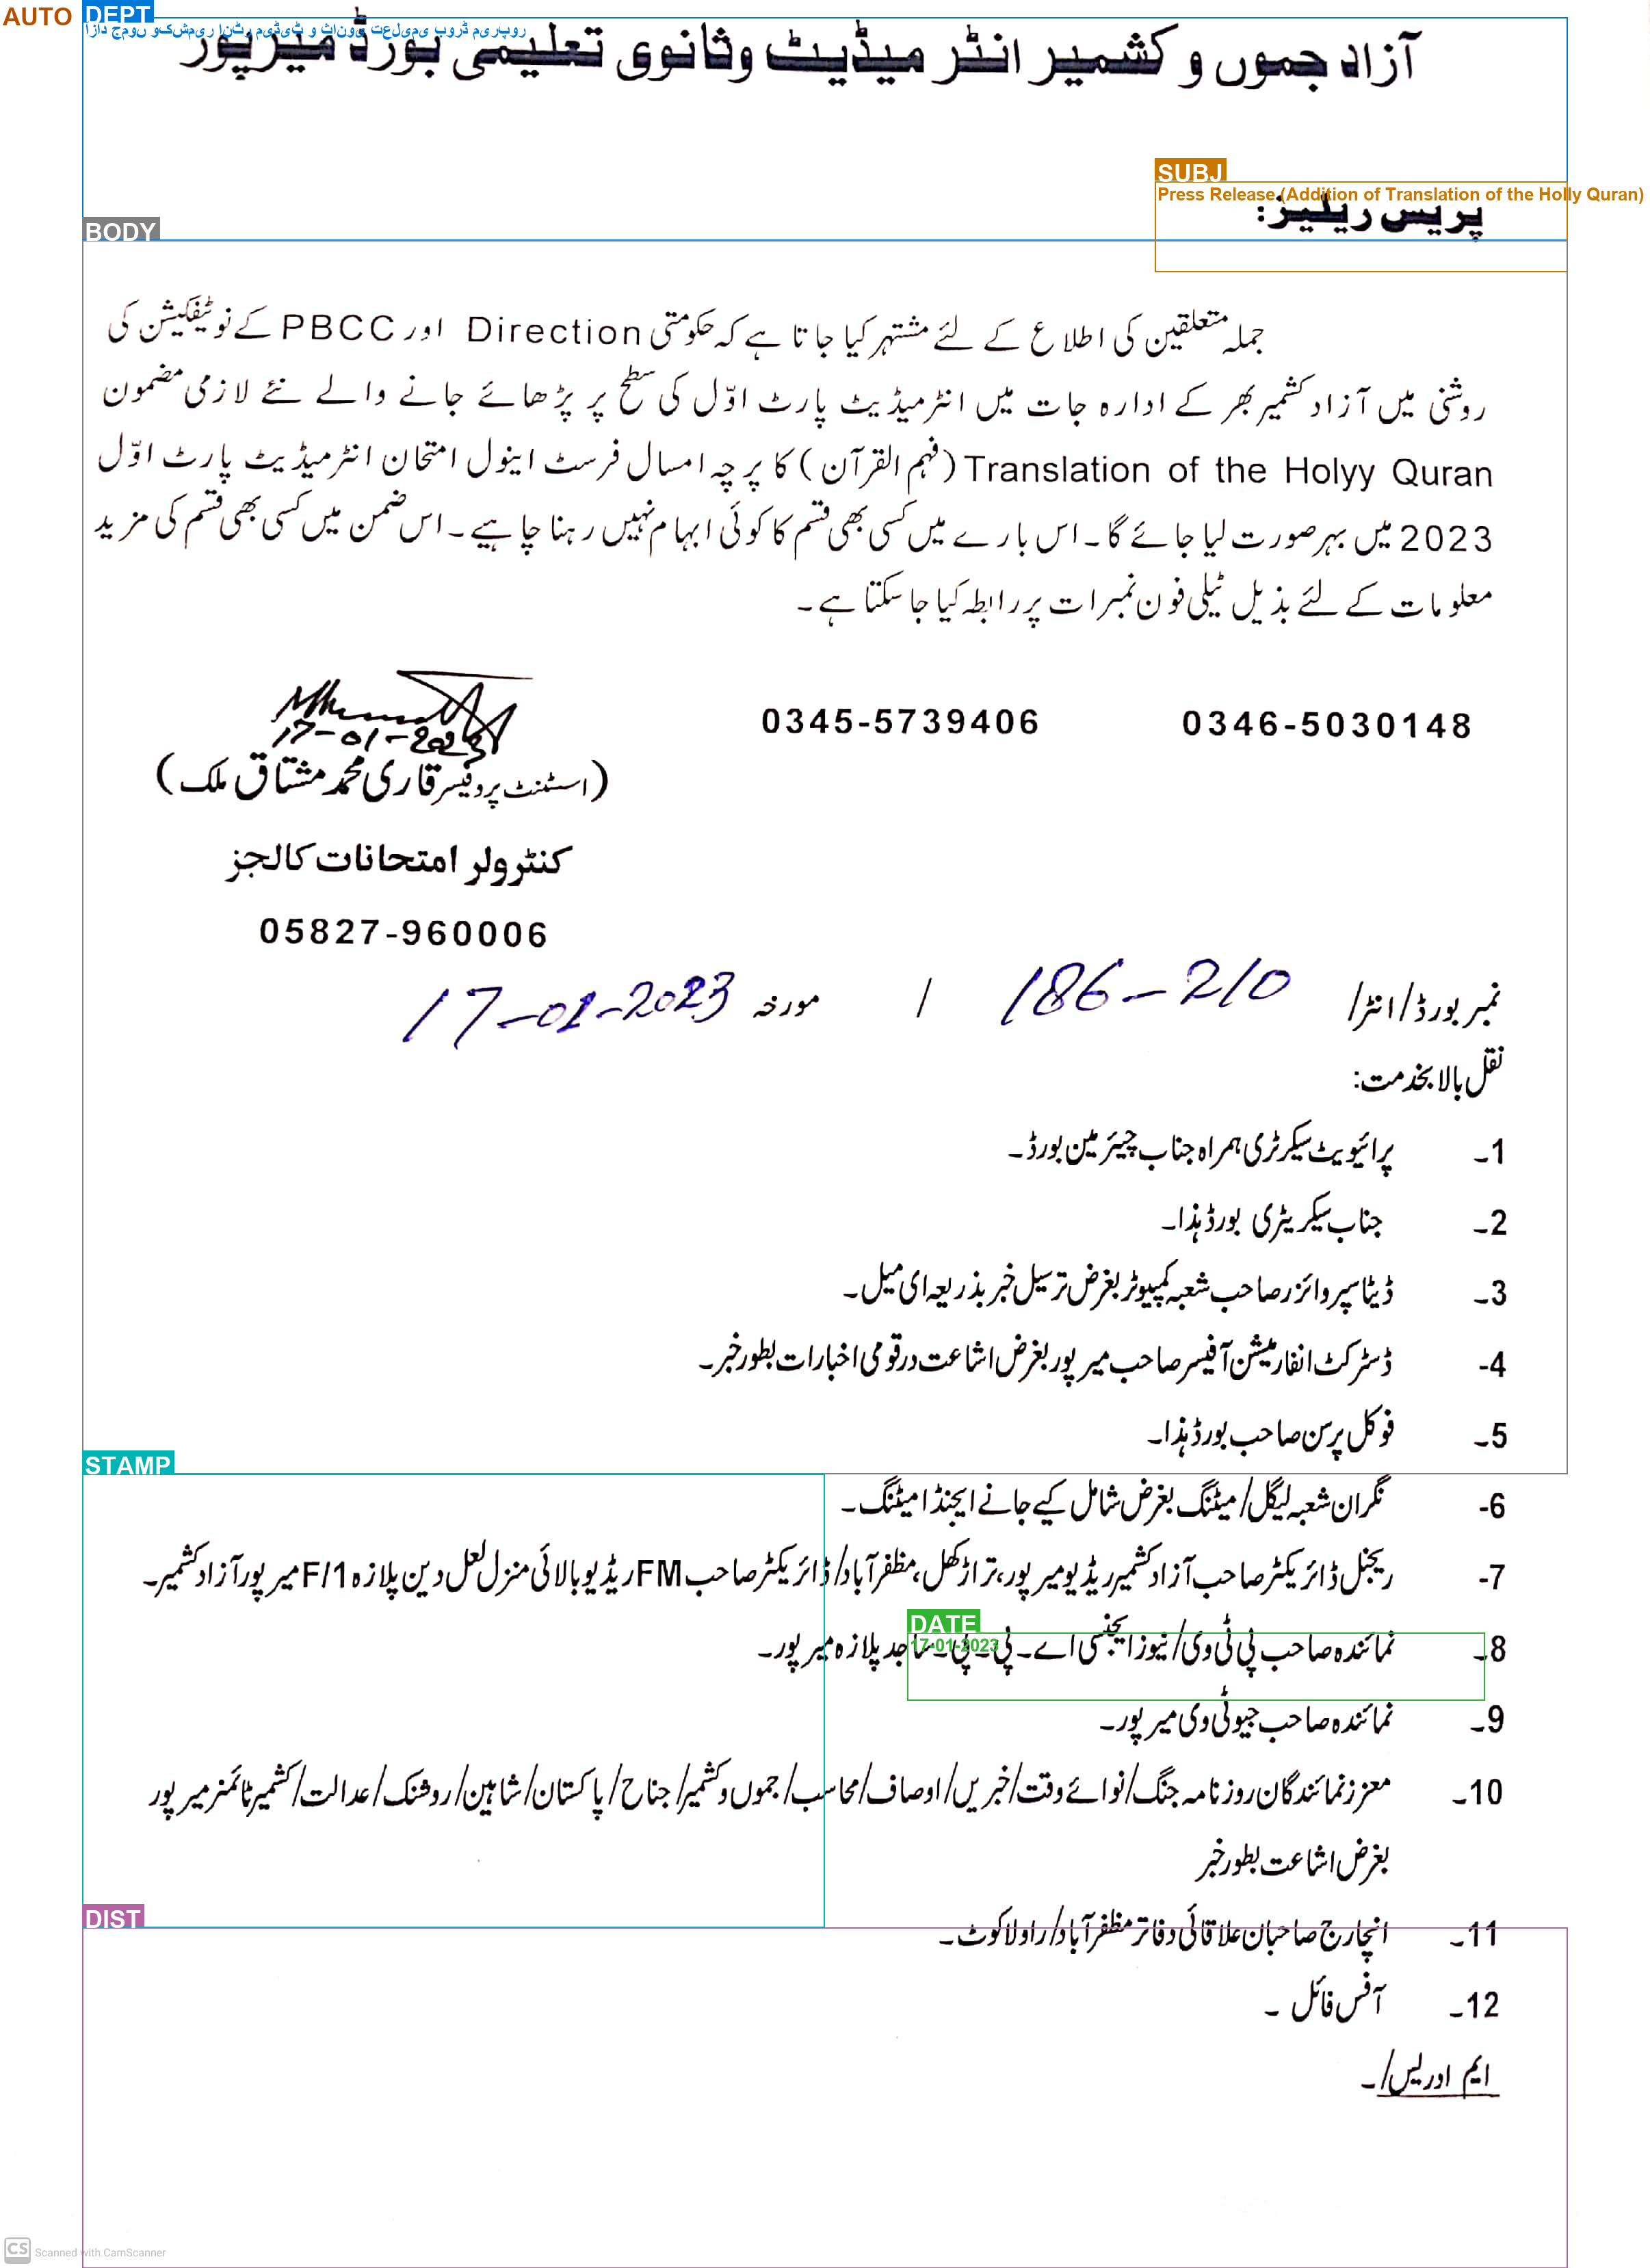 AUTO
DEPT
آزاد جموں و کشمیر انٹر میڈیٹ و ثانوی تعلیمی بورڈ میرپور
آزاد جموں و کشمیر انٹر میڈیٹ وثانوی تعلیمی بورڈ میرپور
SUBJ
Press Release (Addition of Translation of the Holly Quran)
پریس ریلیز:
BODY
جملہ متعلقین کی اطلاع کے لئے مشتہر کیا جاتا ہے کہ حکومتی Direction اور PBCC کے نوٹیفکیشن کی
روشنی میں آزاد کشمیر بھر کے ادارہ جات میں انٹرمیڈیٹ پارٹ اوّل کی سطح پر پڑھائے جانے والے نئے لازمی مضمون
Translation of the Holyy Quran (فہم القرآن) کا پرچہ امسال فرسٹ اینول امتحان انٹرمیڈیٹ پارٹ اوّل
2023 میں بہرصورت لیا جائے گا۔ اس بارے میں کسی بھی قسم کا کوئی ابہام نہیں رہنا چاہیے۔ اس ضمن میں کسی بھی قسم کی مزید
معلومات کے لئے بذیل ٹیلی فون نمبرات پر رابطہ کیا جا سکتا ہے۔
0346-5030148 0345-5739406
17-01-2023
(اسٹنٹ پروفیسر قاری محمد مشتاق ملک)
کنٹرولر امتحانات کالجز
05827-960006
نمبر بورڈ/انٹر/ 186-210 / مورخہ 17-01-2023
نقل بالا بخدمت:
1۔ پرائیویٹ سیکرٹری ہمراہ جناب چیئرمین بورڈ۔
2۔ جناب سیکریٹری بورڈ ہذا۔
3۔ ڈیٹا سپروائزر صاحب شعبہ کمپیوٹر بغرض ترسیل خبر بذریعہ ای میل۔
4- ڈسٹرکٹ انفارمیشن آفیسر صاحب میرپور بغرض اشاعت در قومی اخبارات بطور خبر۔
5۔ فوکل پرسن صاحب بورڈ ہذا۔
STAMP
6- نگران شعبہ لیگل/میٹنگ بغرض شامل کیے جانے ایجنڈا میٹنگ۔
7- ریجنل ڈائریکٹر صاحب آزاد کشمیر ریڈیو میرپور، تراڑکھل، مظفرآباد/ڈائریکٹر صاحب FM ریڈیو بالائی منزل لعل دین پلازہ F/1 میرپور آزاد کشمیر۔
DATE
17-01-2023
8۔ نمائندہ صاحب پی ٹی وی/نیوز ایجنسی اے۔ پی۔ پی۔ ساجد پلازہ میرپور۔
9۔ نمائندہ صاحب جیو ٹی وی میرپور۔
10۔ معزز نمائندگان روزنامہ جنگ/نوائے وقت/خبریں/اوصاف/محاسب/جموں و کشمیر/جناح/پاکستان/شاہین/روشنک/عدالت/کشمیر ٹائمنر میرپور
بغرض اشاعت بطور خبر
DIST
11۔ انچارج صاحبان علاقائی دفاتر مظفرآباد/راولاکوٹ۔
12۔ آفس فائل ۔
ایم ادریس/۔
CS Scanned with CamScanner